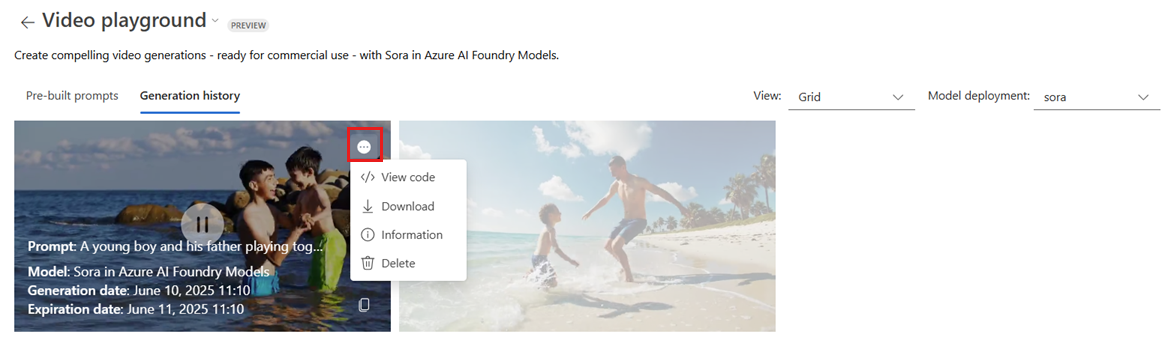 Video playground PREVIEW
Create compelling video generations - ready for commercial use - with Sora in Azure AI Foundry Models.
Pre-built prompts Generation history View: Grid Model deployment: sora
View code
Download
Information
Delete
Prompt: A young boy and his father playing tog...
Model: Sora in Azure AI Foundry Models
Generation date: June 10, 2025 11:10
Expiration date: June 11, 2025 11:10